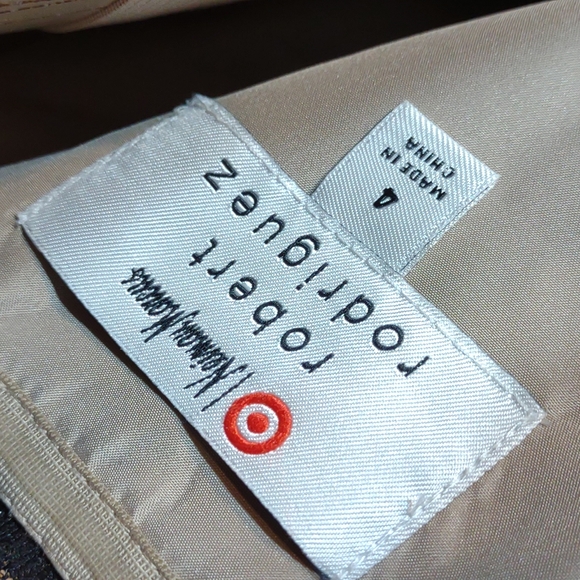 robert
rodriguez
| Neiman Marcus
4
MADE IN
CHINA